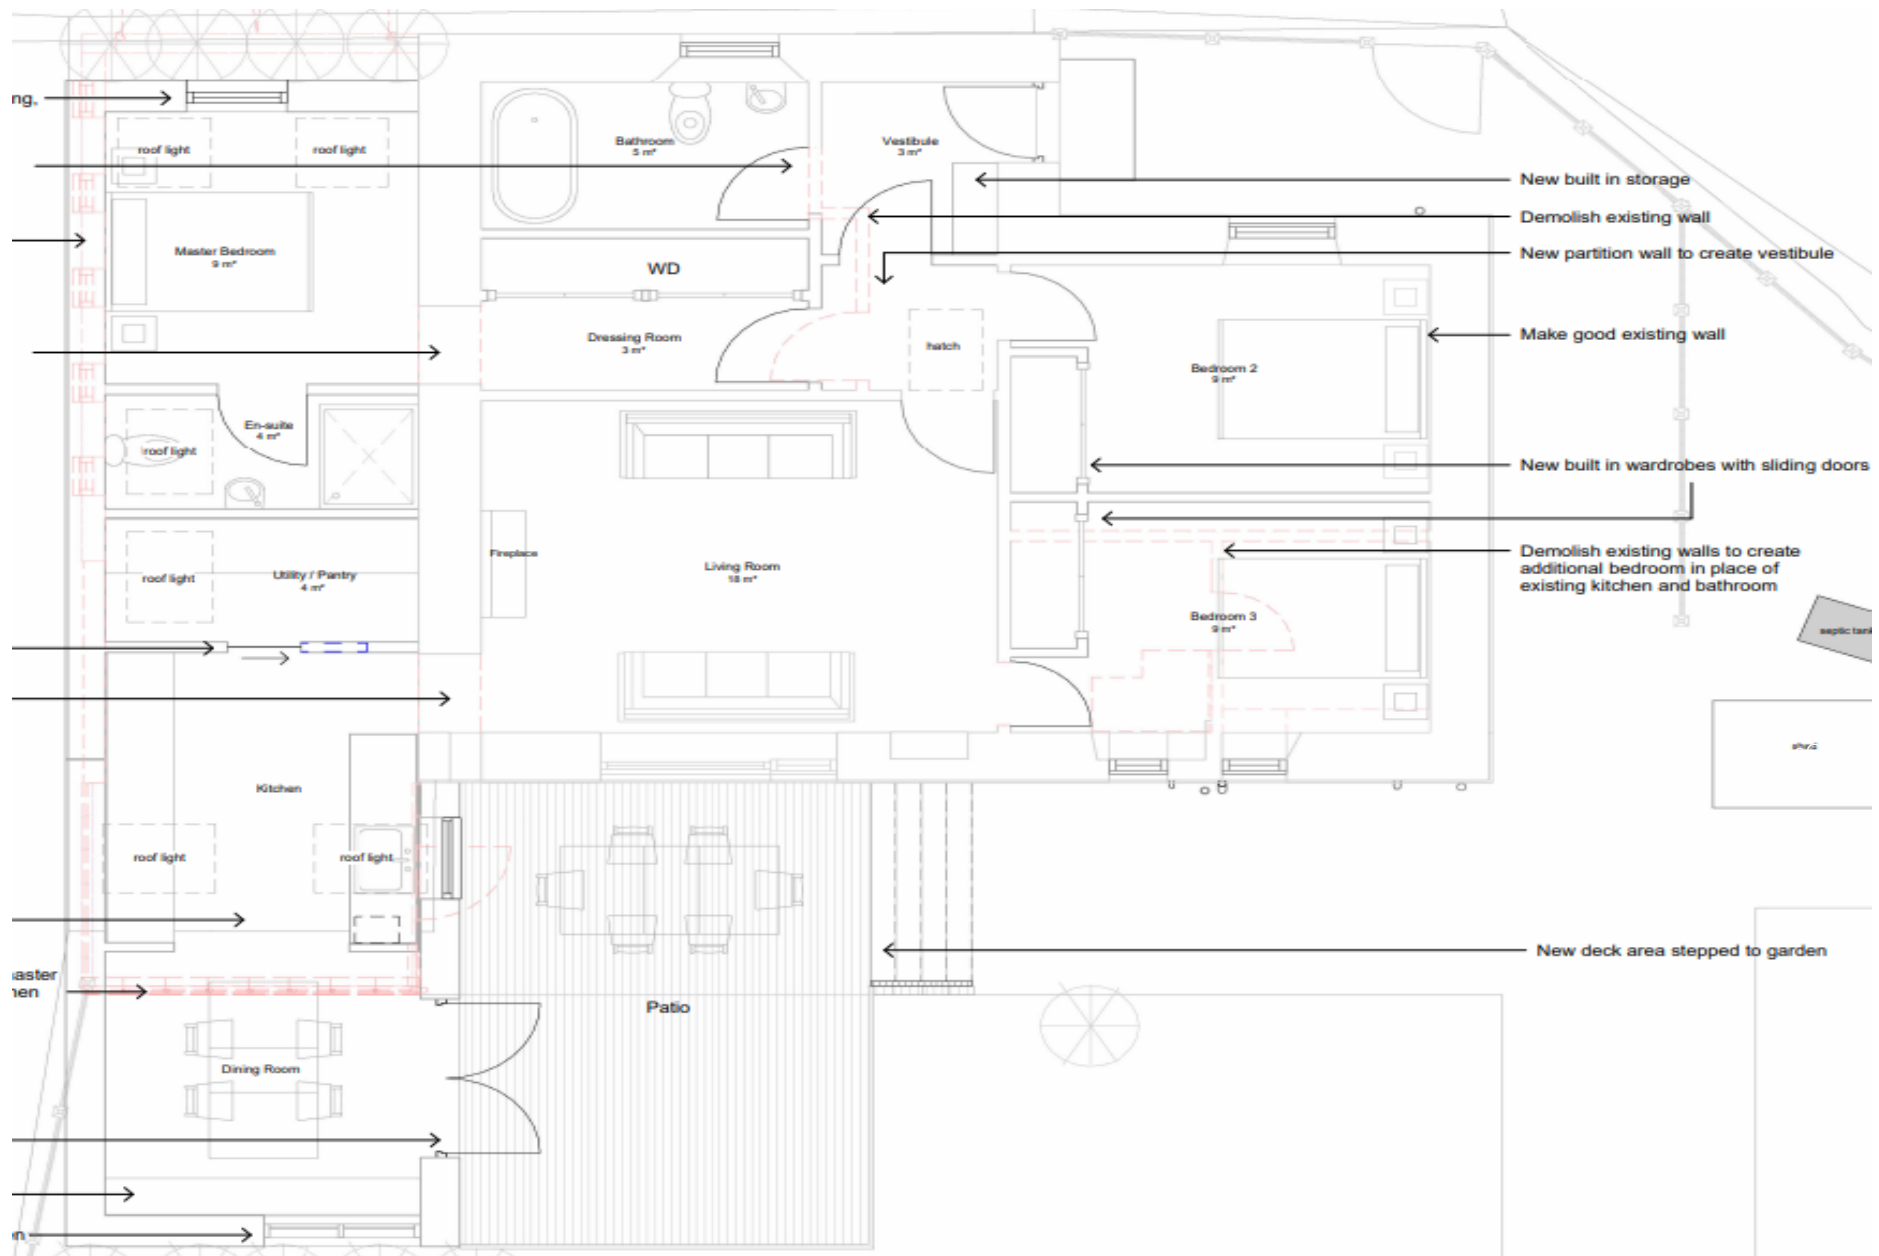 ng,
roof light
roof light
Bathroom
5 m²
Vestibule
3 m²
New built in storage
Demolish existing wall
Master Bedroom
9 m²
WD
New partition wall to create vestibule
Dressing Room
3 m²
hatch
Make good existing wall
Bedroom 2
9 m²
En-suite
4 m²
roof light
New built in wardrobes with sliding doors
Fireplace
Living Room
18 m²
Demolish existing walls to create
additional bedroom in place of
existing kitchen and bathroom
roof light
Utility / Pantry
4 m²
Bedroom 3
9 m²
septic tank
Kitchen
roof light
roof light
New deck area stepped to garden
aster
nen
Patio
Dining Room
n